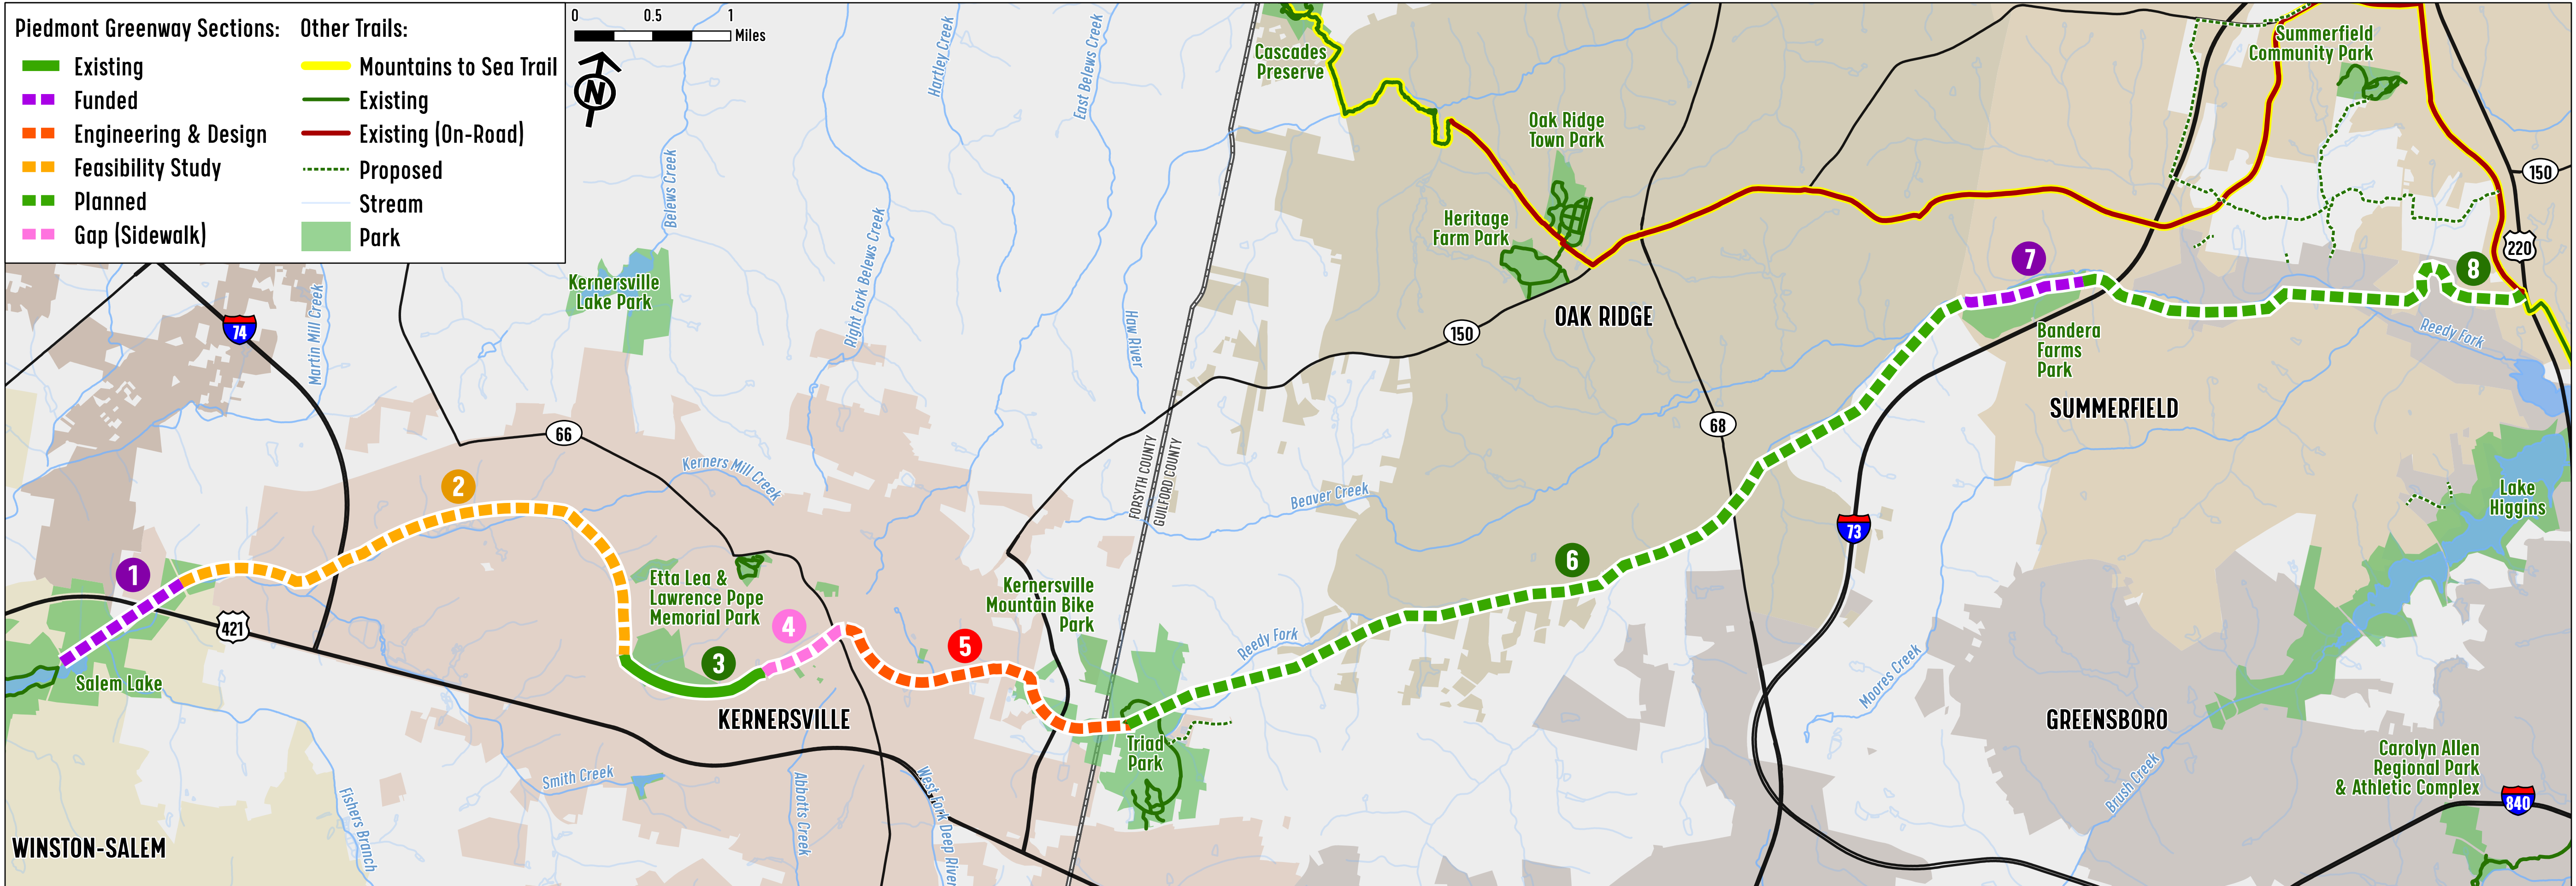 Piedmont Greenway Sections:
Existing
Funded
Engineering & Design
Feasibility Study
Planned
Gap (Sidewalk)
Other Trails:
Mountains to Sea Trail
Existing
Existing (On-Road)
Proposed
Stream
Park
0 0.5 1
Miles
N
Hartley Creek
East Belews Creek
Belews Creek
Right Fork Belews Creek
Martin Mill Creek
Haw River
Kernersville
Lake Park
Cascades
Preserve
Oak Ridge
Town Park
Heritage
Farm Park
Summerfield
Community Park
150
220
8
7
74
150
OAK RIDGE
Bandera
Farms
Park
Reedy Fork
SUMMERFIELD
66
68
Kerners Mill Creek
FORSYTH COUNTY
GUILFORD COUNTY
Beaver Creek
2
73
Lake
Higgins
1
6
Etta Lea &
Lawrence Pope
Memorial Park
Kernersville
Mountain Bike
Park
421
4
5
3
Reedy Fork
Salem Lake
Moores Creek
KERNERSVILLE
GREENSBORO
Triad
Park
Smith Creek
Fishers Branch
Abbotts Creek
West Fork Deep River
Brush Creek
Carolyn Allen
Regional Park
& Athletic Complex
840
WINSTON-SALEM